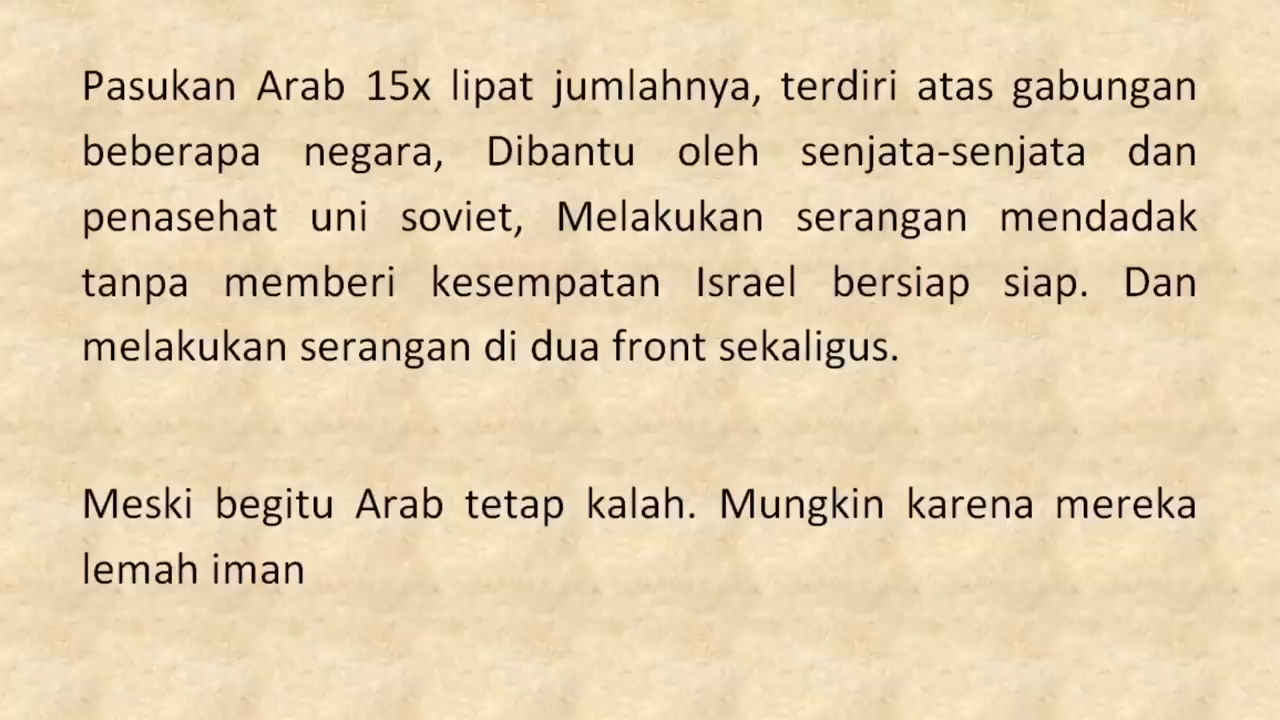 Pasukan Arab 15x lipat jumlahnya, terdiri atas gabungan
beberapa negara, Dibantu oleh senjata-senjata dan
penasehat uni soviet, Melakukan serangan mendadak
tanpa memberi kesempatan Israel bersiap siap. Dan
melakukan serangan di dua front sekaligus.
Meski begitu Arab tetap kalah. Mungkin karena mereka
lemah iman